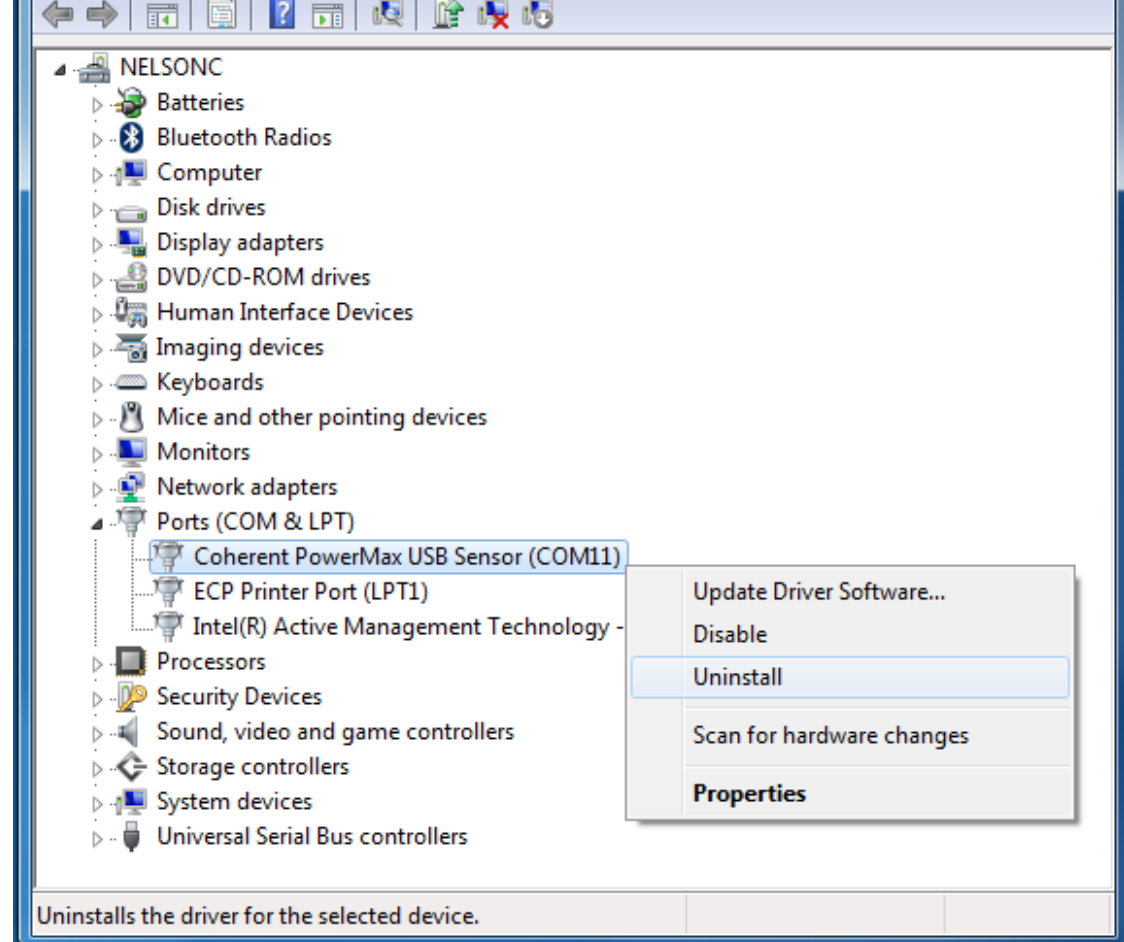 NELSONC
Batteries
Bluetooth Radios
Computer
Disk drives
Display adapters
DVD/CD-ROM drives
Human Interface Devices
Imaging devices
Keyboards
Mice and other pointing devices
Monitors
Network adapters
Ports (COM & LPT)
Coherent PowerMax USB Sensor (COM11)
ECP Printer Port (LPT1)
Intel(R) Active Management Technology -
Processors
Security Devices
Sound, video and game controllers
Storage controllers
System devices
Universal Serial Bus controllers
Update Driver Software...
Disable
Uninstall
Scan for hardware changes
Properties
Uninstalls the driver for the selected device.